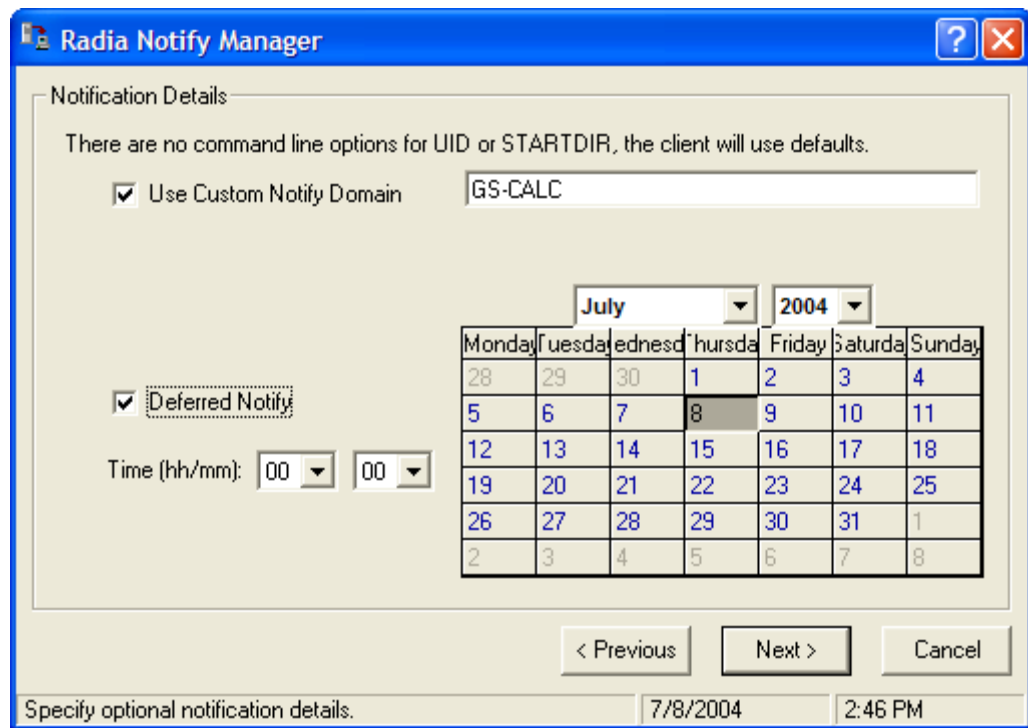 Radia Notify Manager
Notification Details
There are no command line options for UID or STARTDIR, the client will use defaults.
Use Custom Notify Domain GS-CALC
July 2004
Monday Tuesda ednesd Thursda Friday Saturda Sunday
28 29 30 1 2 3 4
Deferred Notify
5 6 7 8 9 10 11
12 13 14 15 16 17 18
Time (hh/mm): 00 00
19 20 21 22 23 24 25
26 27 28 29 30 31 1
2 3 4 5 6 7 8
< Previous Next > Cancel
Specify optional notification details. 7/8/2004 2:46 PM